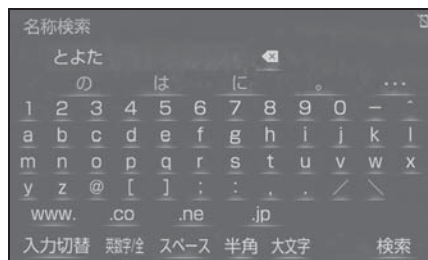 名称検索
とよた
の は に 。 ...
1 2 3 4 5 6 7 8 9 0 - ^
a b c d e f g h i j k l
m n o p q r s t u v w x
y z @ [ ] ; : , . ／ ＼
www. .co .ne .jp
入力切替 英数字/全 スペース 半角 大文字 検索